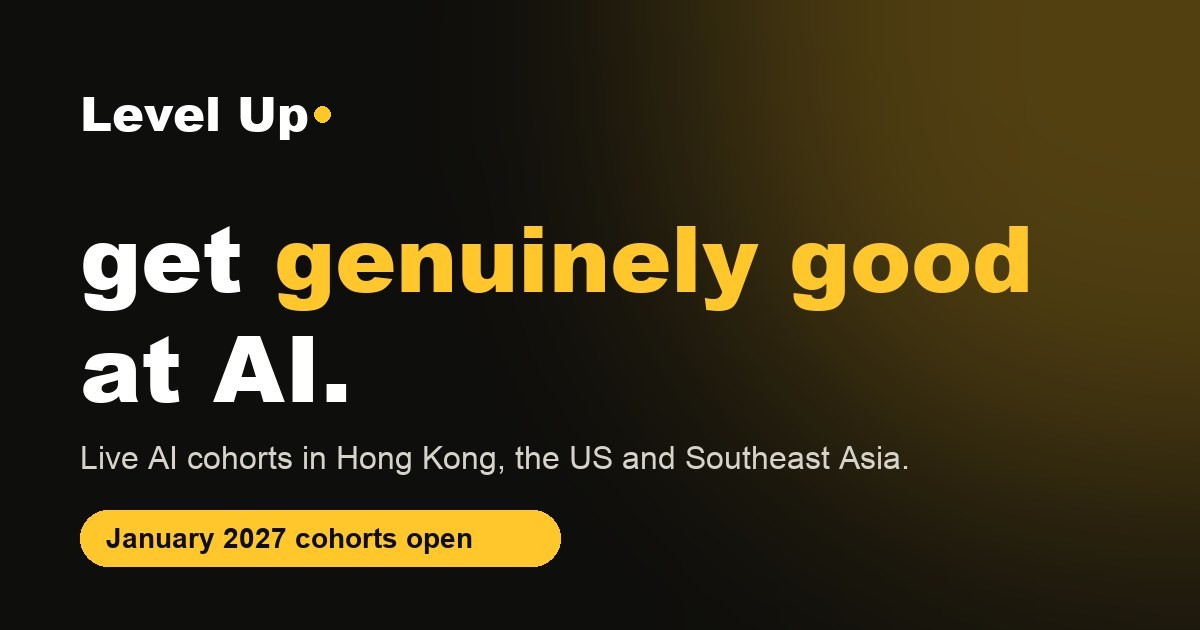 Level Up
get genuinely good
at AI.
Live AI cohorts in Hong Kong, the US and Southeast Asia.
January 2027 cohorts open